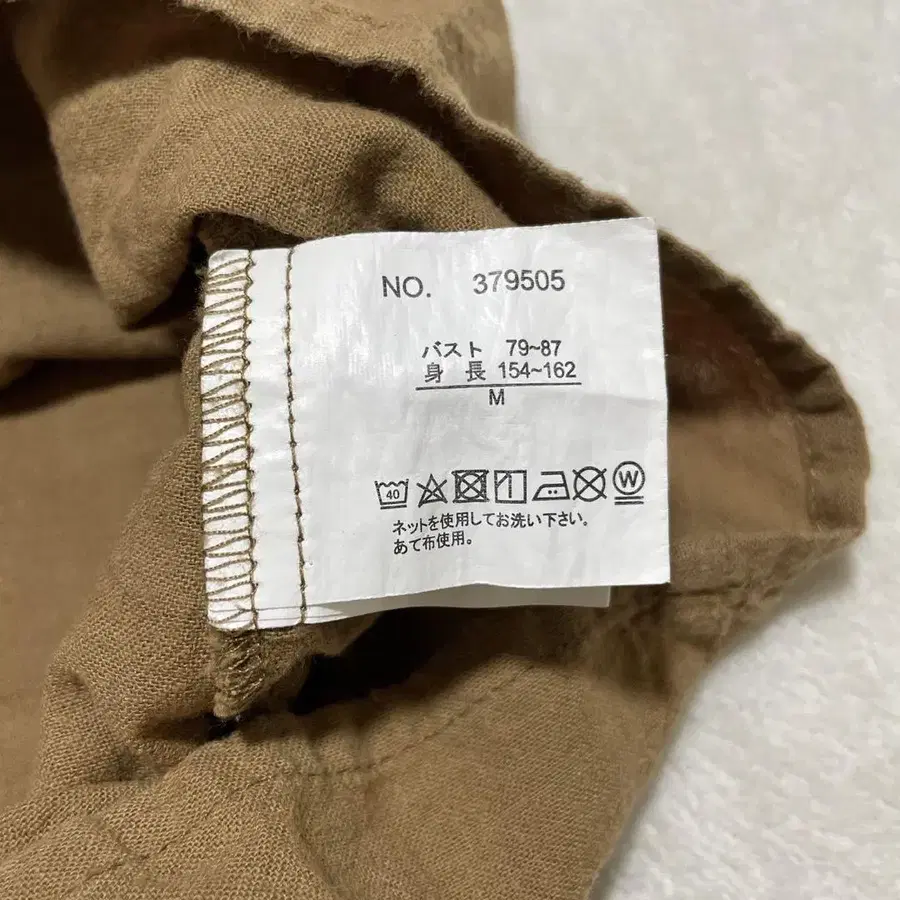 NO. 379505
バスト 79~87
身長 154~162
M
40 W
ネットを使用してお洗い下さい。
あて布使用。